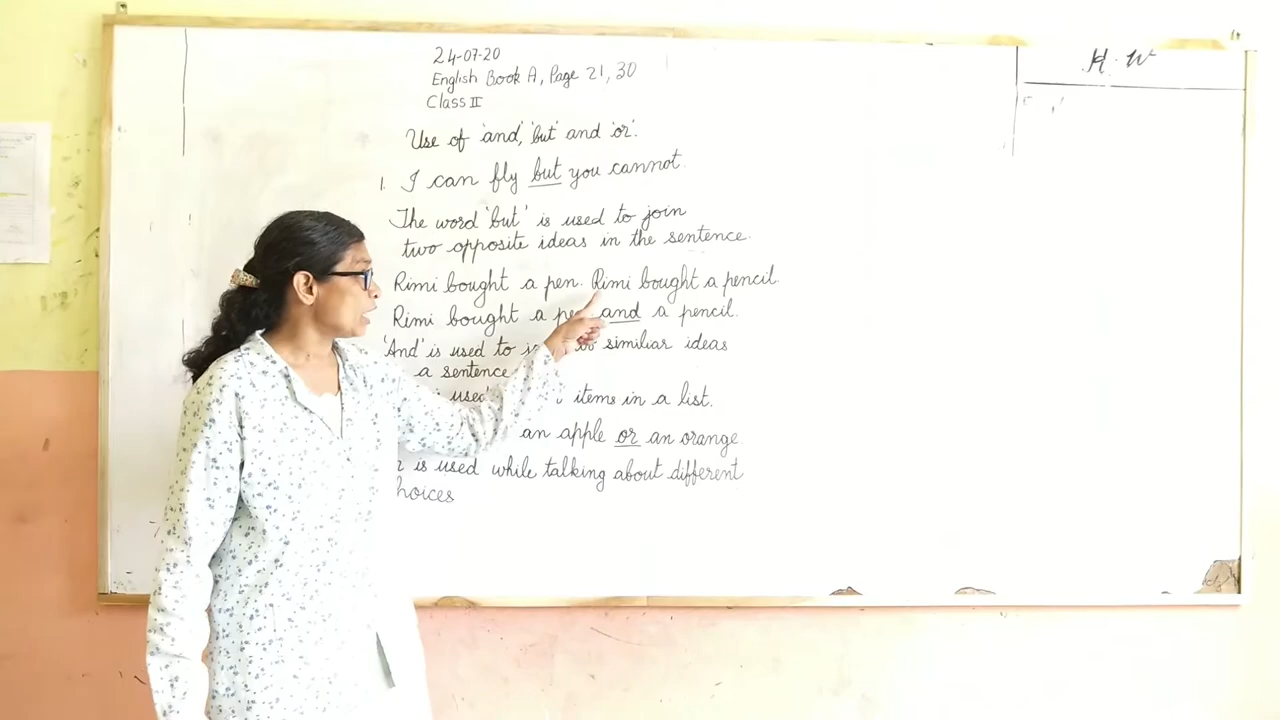 24-07-20
English Book A, Page 21, 30
Class II
H.W
Use of 'and', 'but' and 'or'.
1. I can fly but you cannot.
The word 'but' is used to join
two opposite ideas in the sentence.
Rimi bought a pen. Rimi bought a pencil.
Rimi bought a and a pencil.
'And' is used to similiar ideas
a sentence
items in a list.
an apple or an orange.
is used while talking about different